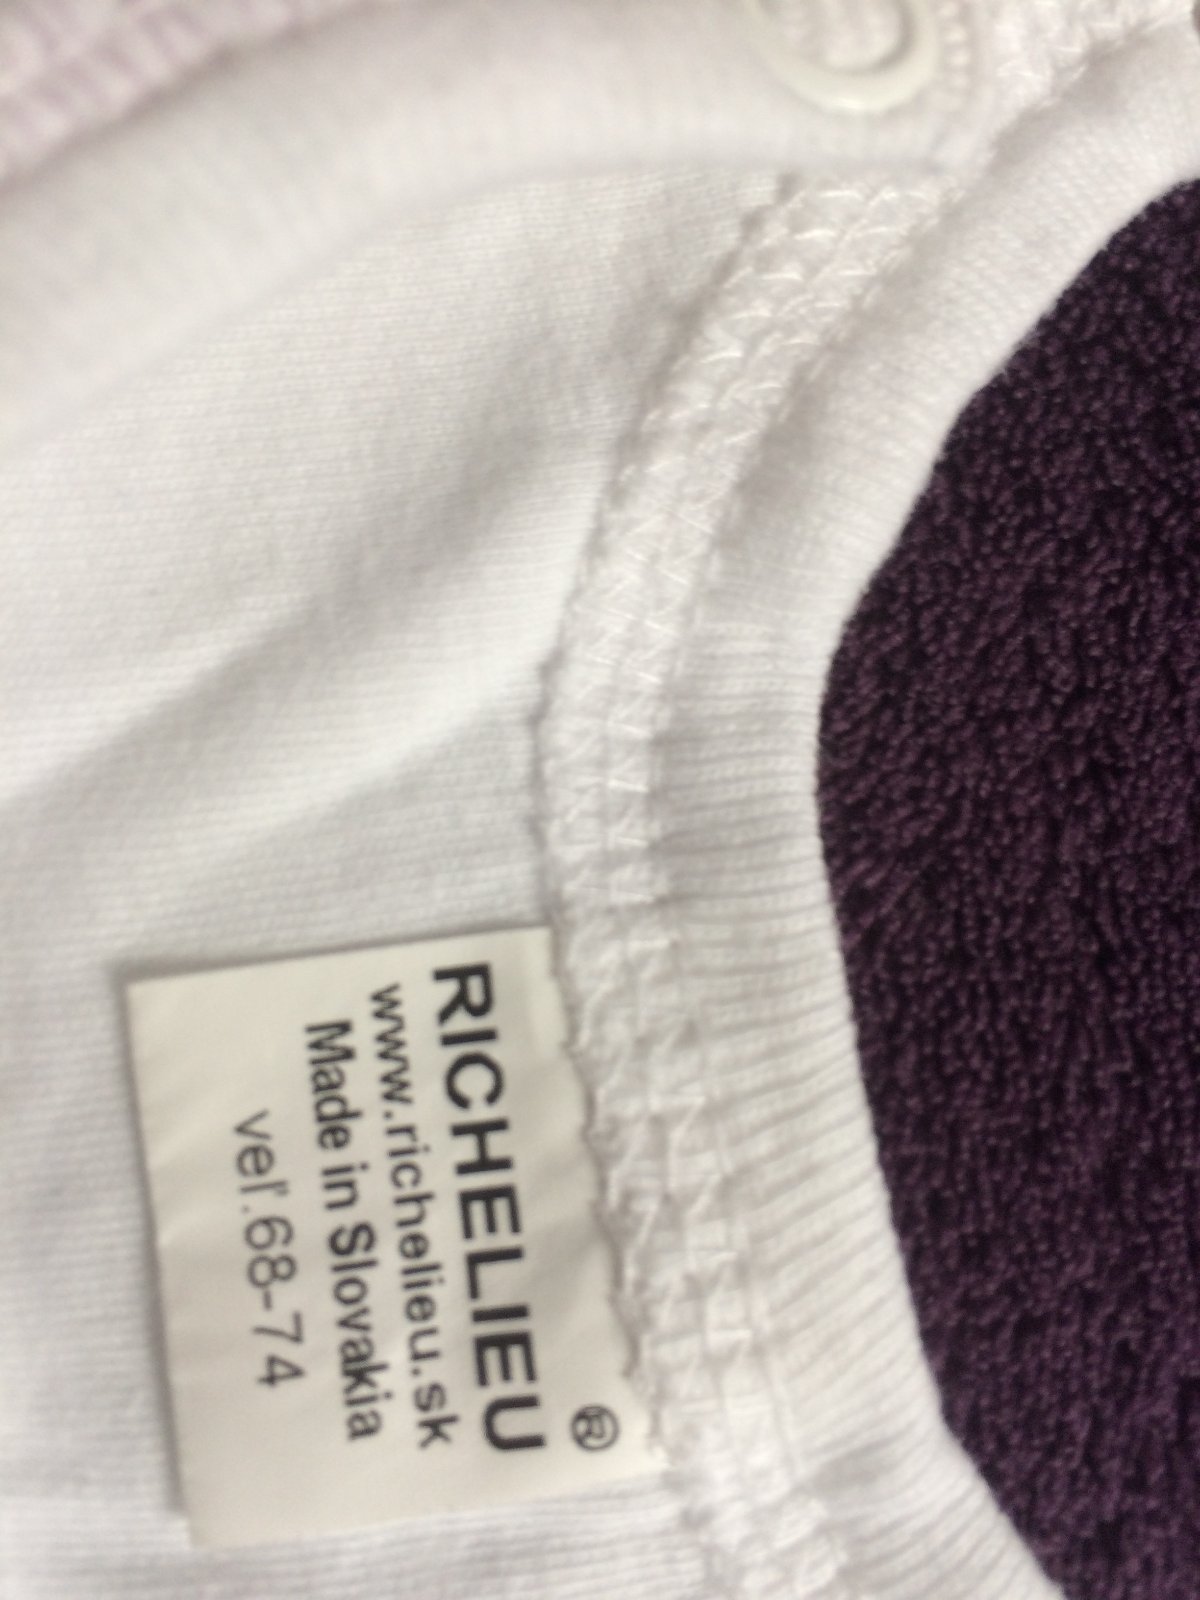 RICHELIEU ®
www.richelieu.sk
Made in Slovakia
veľ.68-74